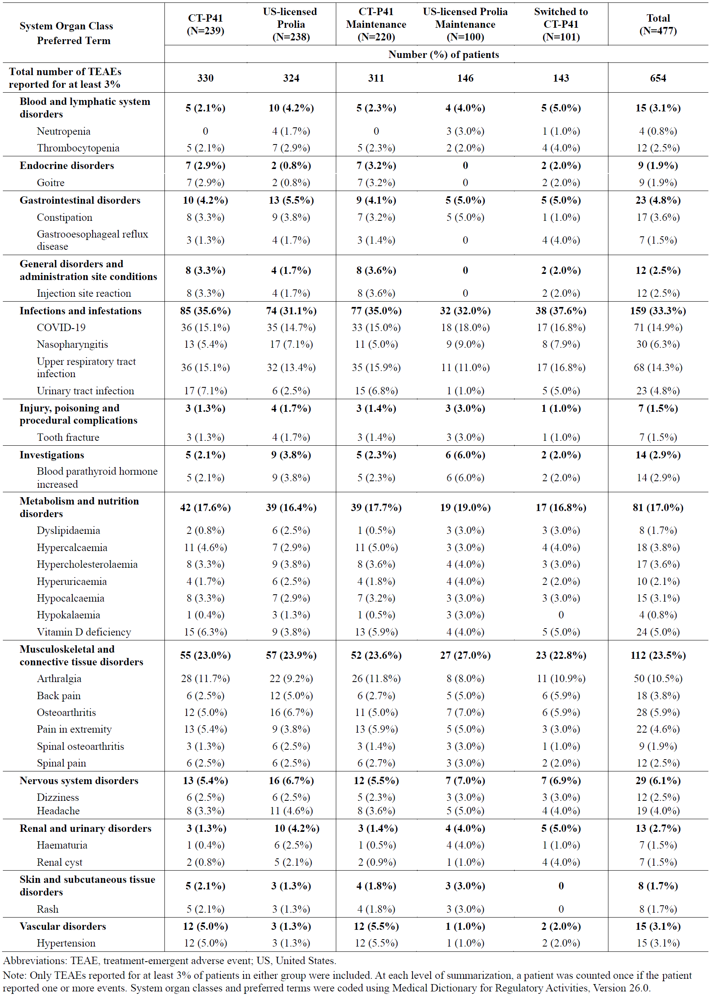 System Organ Class
Preferred Term
CT-P41
(N=239)
US-licensed
Prolia
(N=238)
CT-P41
Maintenance
(N=220)
US-licensed Prolia
Maintenance
(N=100)
Switched to
CT-P41
(N=101)
Total
(N=477)
Number (%) of patients
Total number of TEAEs
reported for at least 3%
330 324 311 146 143 654
Blood and lymphatic system
disorders
5 (2.1%) 10 (4.2%) 5 (2.3%) 4 (4.0%) 5 (5.0%) 15 (3.1%)
Neutropenia 0 4 (1.7%) 0 3 (3.0%) 1 (1.0%) 4 (0.8%)
Thrombocytopenia 5 (2.1%) 7 (2.9%) 5 (2.3%) 2 (2.0%) 4 (4.0%) 12 (2.5%)
Endocrine disorders 7 (2.9%) 2 (0.8%) 7 (3.2%) 0 2 (2.0%) 9 (1.9%)
Goitre 7 (2.9%) 2 (0.8%) 7 (3.2%) 0 2 (2.0%) 9 (1.9%)
Gastrointestinal disorders 10 (4.2%) 13 (5.5%) 9 (4.1%) 5 (5.0%) 5 (5.0%) 23 (4.8%)
Constipation 8 (3.3%) 9 (3.8%) 7 (3.2%) 5 (5.0%) 1 (1.0%) 17 (3.6%)
Gastrooesophageal reflux
disease
3 (1.3%) 4 (1.7%) 3 (1.4%) 0 4 (4.0%) 7 (1.5%)
General disorders and
administration site conditions
8 (3.3%) 4 (1.7%) 8 (3.6%) 0 2 (2.0%) 12 (2.5%)
Injection site reaction 8 (3.3%) 4 (1.7%) 8 (3.6%) 0 2 (2.0%) 12 (2.5%)
Infections and infestations 85 (35.6%) 74 (31.1%) 77 (35.0%) 32 (32.0%) 38 (37.6%) 159 (33.3%)
COVID-19 36 (15.1%) 35 (14.7%) 33 (15.0%) 18 (18.0%) 17 (16.8%) 71 (14.9%)
Nasopharyngitis 13 (5.4%) 17 (7.1%) 11 (5.0%) 9 (9.0%) 8 (7.9%) 30 (6.3%)
Upper respiratory tract
infection
36 (15.1%) 32 (13.4%) 35 (15.9%) 11 (11.0%) 17 (16.8%) 68 (14.3%)
Urinary tract infection 17 (7.1%) 6 (2.5%) 15 (6.8%) 1 (1.0%) 5 (5.0%) 23 (4.8%)
Injury, poisoning and
procedural complications
3 (1.3%) 4 (1.7%) 3 (1.4%) 3 (3.0%) 1 (1.0%) 7 (1.5%)
Tooth fracture 3 (1.3%) 4 (1.7%) 3 (1.4%) 3 (3.0%) 1 (1.0%) 7 (1.5%)
Investigations 5 (2.1%) 9 (3.8%) 5 (2.3%) 6 (6.0%) 2 (2.0%) 14 (2.9%)
Blood parathyroid hormone
increased
5 (2.1%) 9 (3.8%) 5 (2.3%) 6 (6.0%) 2 (2.0%) 14 (2.9%)
Metabolism and nutrition
disorders
42 (17.6%) 39 (16.4%) 39 (17.7%) 19 (19.0%) 17 (16.8%) 81 (17.0%)
Dyslipidaemia 2 (0.8%) 6 (2.5%) 1 (0.5%) 3 (3.0%) 3 (3.0%) 8 (1.7%)
Hypercalcaemia 11 (4.6%) 7 (2.9%) 11 (5.0%) 3 (3.0%) 4 (4.0%) 18 (3.8%)
Hypercholesterolaemia 8 (3.3%) 9 (3.8%) 8 (3.6%) 4 (4.0%) 3 (3.0%) 17 (3.6%)
Hyperuricaemia 4 (1.7%) 6 (2.5%) 4 (1.8%) 4 (4.0%) 2 (2.0%) 10 (2.1%)
Hypocalcaemia 8 (3.3%) 7 (2.9%) 7 (3.2%) 3 (3.0%) 3 (3.0%) 15 (3.1%)
Hypokalaemia 1 (0.4%) 3 (1.3%) 1 (0.5%) 3 (3.0%) 0 4 (0.8%)
Vitamin D deficiency 15 (6.3%) 9 (3.8%) 13 (5.9%) 4 (4.0%) 5 (5.0%) 24 (5.0%)
Musculoskeletal and
connective tissue disorders
55 (23.0%) 57 (23.9%) 52 (23.6%) 27 (27.0%) 23 (22.8%) 112 (23.5%)
Arthralgia 28 (11.7%) 22 (9.2%) 26 (11.8%) 8 (8.0%) 11 (10.9%) 50 (10.5%)
Back pain 6 (2.5%) 12 (5.0%) 6 (2.7%) 5 (5.0%) 6 (5.9%) 18 (3.8%)
Osteoarthritis 12 (5.0%) 16 (6.7%) 11 (5.0%) 7 (7.0%) 6 (5.9%) 28 (5.9%)
Pain in extremity 13 (5.4%) 9 (3.8%) 13 (5.9%) 5 (5.0%) 3 (3.0%) 22 (4.6%)
Spinal osteoarthritis 3 (1.3%) 6 (2.5%) 3 (1.4%) 3 (3.0%) 1 (1.0%) 9 (1.9%)
Spinal pain 6 (2.5%) 6 (2.5%) 6 (2.7%) 3 (3.0%) 2 (2.0%) 12 (2.5%)
Nervous system disorders 13 (5.4%) 16 (6.7%) 12 (5.5%) 7 (7.0%) 7 (6.9%) 29 (6.1%)
Dizziness 6 (2.5%) 6 (2.5%) 5 (2.3%) 3 (3.0%) 3 (3.0%) 12 (2.5%)
Headache 8 (3.3%) 11 (4.6%) 8 (3.6%) 5 (5.0%) 4 (4.0%) 19 (4.0%)
Renal and urinary disorders 3 (1.3%) 10 (4.2%) 3 (1.4%) 4 (4.0%) 5 (5.0%) 13 (2.7%)
Haematuria 1 (0.4%) 6 (2.5%) 1 (0.5%) 4 (4.0%) 1 (1.0%) 7 (1.5%)
Renal cyst 2 (0.8%) 5 (2.1%) 2 (0.9%) 1 (1.0%) 4 (4.0%) 7 (1.5%)
Skin and subcutaneous tissue
disorders
5 (2.1%) 3 (1.3%) 4 (1.8%) 3 (3.0%) 0 8 (1.7%)
Rash 5 (2.1%) 3 (1.3%) 4 (1.8%) 3 (3.0%) 0 8 (1.7%)
Vascular disorders 12 (5.0%) 3 (1.3%) 12 (5.5%) 1 (1.0%) 2 (2.0%) 15 (3.1%)
Hypertension 12 (5.0%) 3 (1.3%) 12 (5.5%) 1 (1.0%) 2 (2.0%) 15 (3.1%)
Abbreviations: TEAE, treatment-emergent adverse event; US, United States.
Note: Only TEAEs reported for at least 3% of patients in either group were included. At each level of summarization, a patient was counted once if the patient
reported one or more events. System organ classes and preferred terms were coded using Medical Dictionary for Regulatory Activities, Version 26.0.